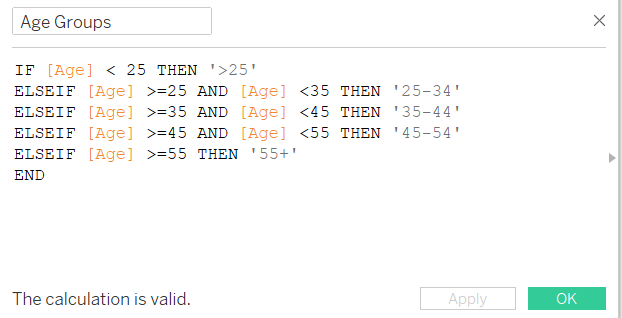 Age Groups
IF [Age] < 25 THEN '>25'
ELSEIF [Age] >=25 AND [Age] <35 THEN '25-34'
ELSEIF [Age] >=35 AND [Age] <45 THEN '35-44'
ELSEIF [Age] >=45 AND [Age] <55 THEN '45-54'
ELSEIF [Age] >=55 THEN '55+'
END
The calculation is valid.
Apply
OK